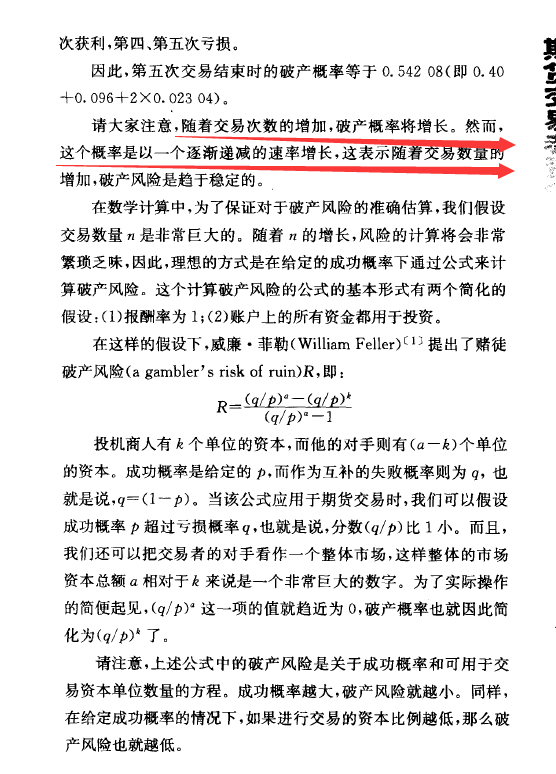 次获利,第四、第五次亏损。
因此,第五次交易结束时的破产概率等于0.542 08(即0.40
+0.096+2×0.023 04)。
请大家注意,随着交易次数的增加,破产概率将增长。然而,
这个概率是以一个逐渐递减的速率增长,这表示随着交易数量的
增加,破产风险是趋于稳定的。
在数学计算中,为了保证对于破产风险的准确估算,我们假设
交易数量n是非常巨大的。随着n的增长,风险的计算将会非常
繁琐乏味,因此,理想的方式是在给定的成功概率下通过公式来计
算破产风险。这个计算破产风险的公式的基本形式有两个简化的
假设:(1)报酬率为1;(2)账户上的所有资金都用于投资。
在这样的假设下,威廉·菲勒(William Feller)〔1〕提出了赌徒
破产风险(a gambler's risk of ruin)R,即:
R=\frac{(q/p)^a-(q/p)^k}{(q/p)^a-1}
投机商人有k个单位的资本,而他的对手则有(a-k)个单位
的资本。成功概率是给定的p,而作为互补的失败概率则为q,也
就是说,q=(1-p)。当该公式应用于期货交易时,我们可以假设
成功概率p超过亏损概率q,也就是说,分数(q/p)比1小。而且,
我们还可以把交易者的对手看作一个整体市场,这样整体的市场
资本总额a相对于k来说是一个非常巨大的数字。为了实际操作
的简便起见,(q/p)^a这一项的值就趋近为0,破产概率也就因此简
化为(q/p)^k了。
请注意,上述公式中的破产风险是关于成功概率和可用于交
易资本单位数量的方程。成功概率越大,破产风险就越小。同样,
在给定成功概率的情况下,如果进行交易的资本比例越低,那么破
产风险也就越低。